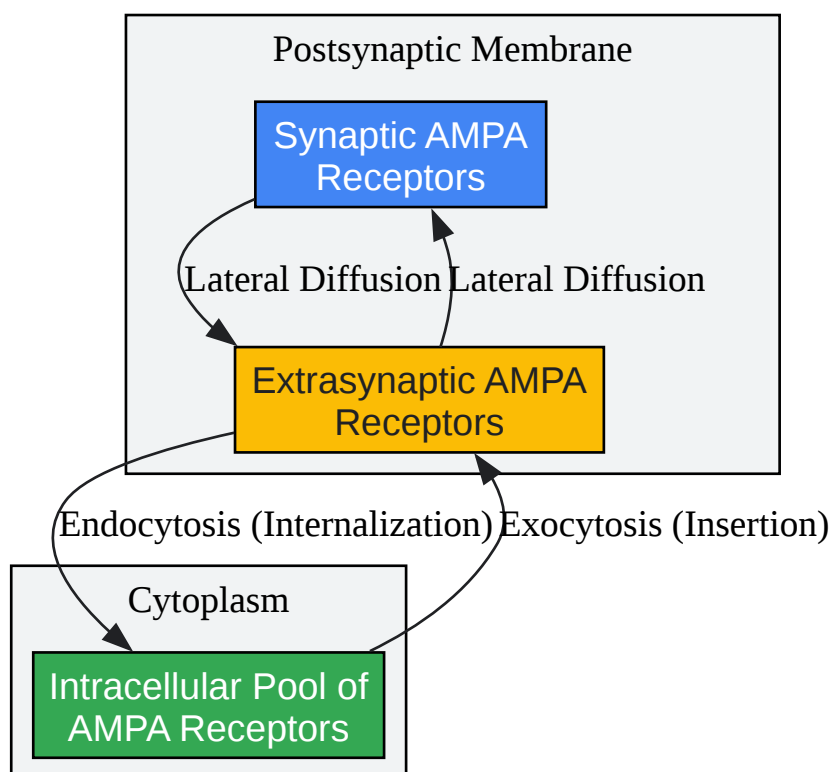 Postsynaptic Membrane
Synaptic AMPA
Receptors
Lateral Diffusion
Lateral Diffusion
Extrasynaptic AMPA
Receptors
Endocytosis (Internalization)
Exocytosis (Insertion)
Cytoplasm
Intracellular Pool of
AMPA Receptors